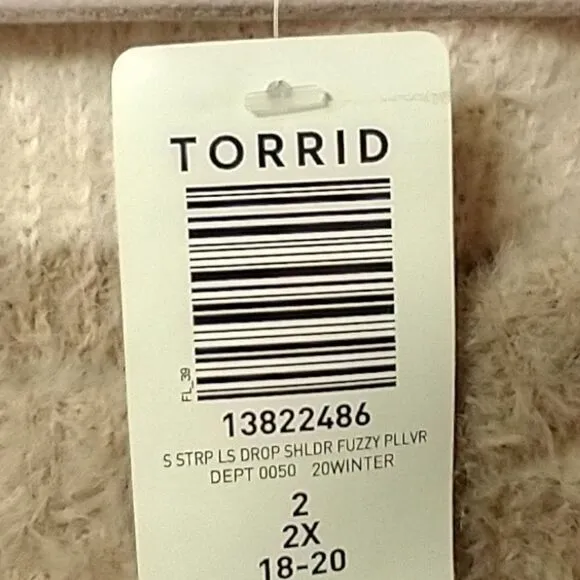 TORRID
FL_39
13822486
S STRP LS DROP SHLDR FUZZY PLLVR
DEPT 0050 20WINTER
2
2X
18-20